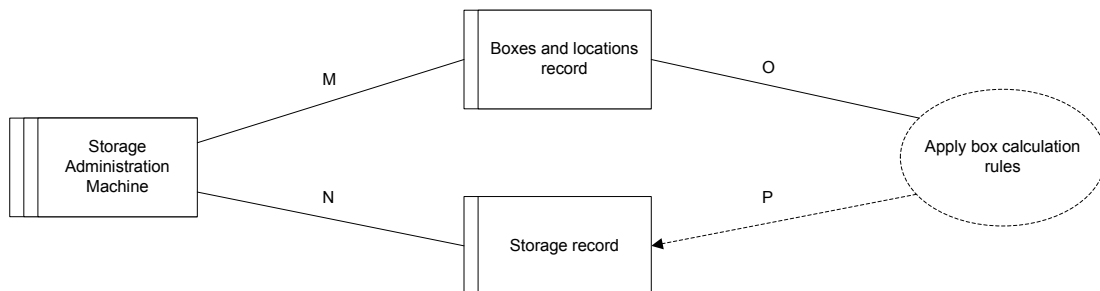 Boxes and locations
record
M
O
Storage
Administration
Machine
Apply box calculation
rules
N
P
Storage record